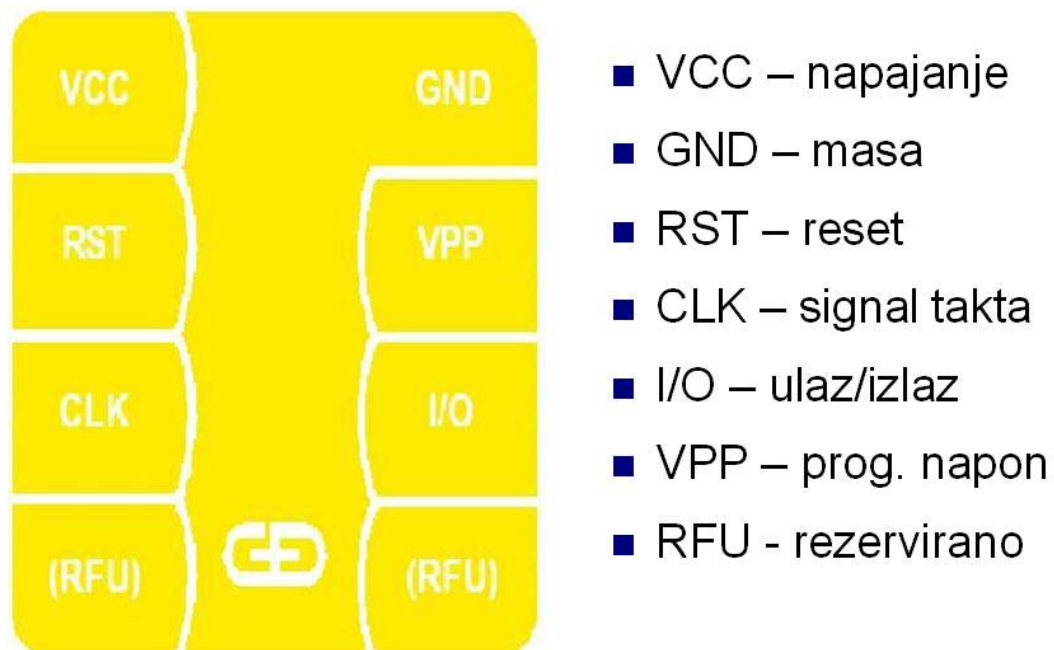 VCC
GND
RST
VPP
CLK
I/O
(RFU)
(RFU)
VCC – napajanje
GND – masa
RST – reset
CLK – signal takta
I/O – ulaz/izlaz
VPP – prog. napon
RFU - rezervirano